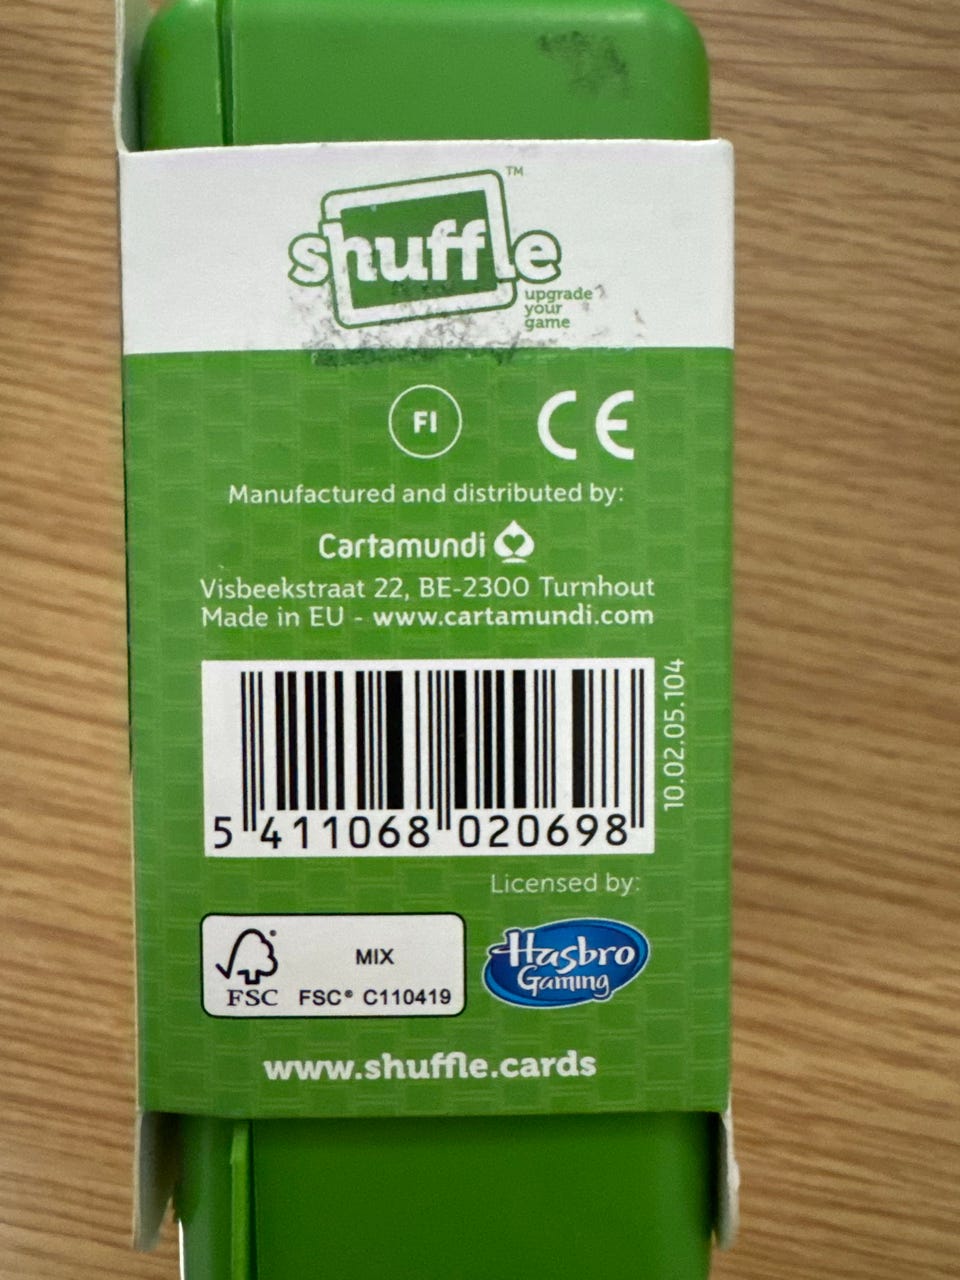 shuffle™
upgrade
your
game
FI CE
Manufactured and distributed by:
Cartamundi
Visbeekstraat 22, BE-2300 Turnhout
Made in EU - www.cartamundi.com
10.02.05.104
5 411068 020698
Licensed by:
MIX
FSC FSC® C110419
Hasbro
Gaming
www.shuffle.cards